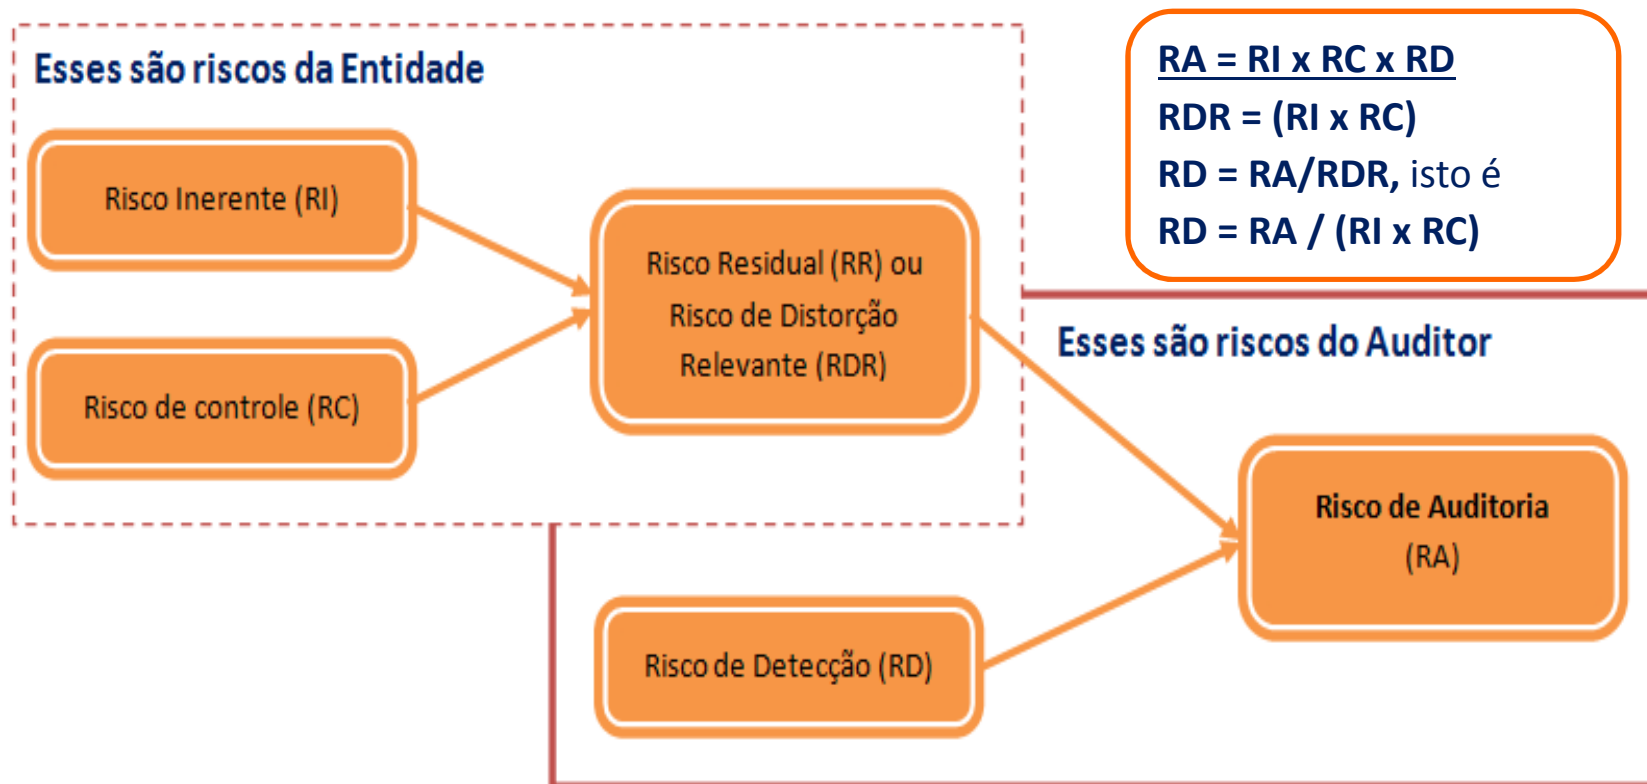 Esses são riscos da Entidade
Risco Inerente (RI)
Risco de controle (RC)
Risco Residual (RR) ou
Risco de Distorção
Relevante (RDR)
RA = RI x RC x RD
RDR = (RI x RC)
RD = RA/RDR, isto é
RD = RA / (RI x RC)
Esses são riscos do Auditor
Risco de Auditoria
(RA)
Risco de Detecção (RD)